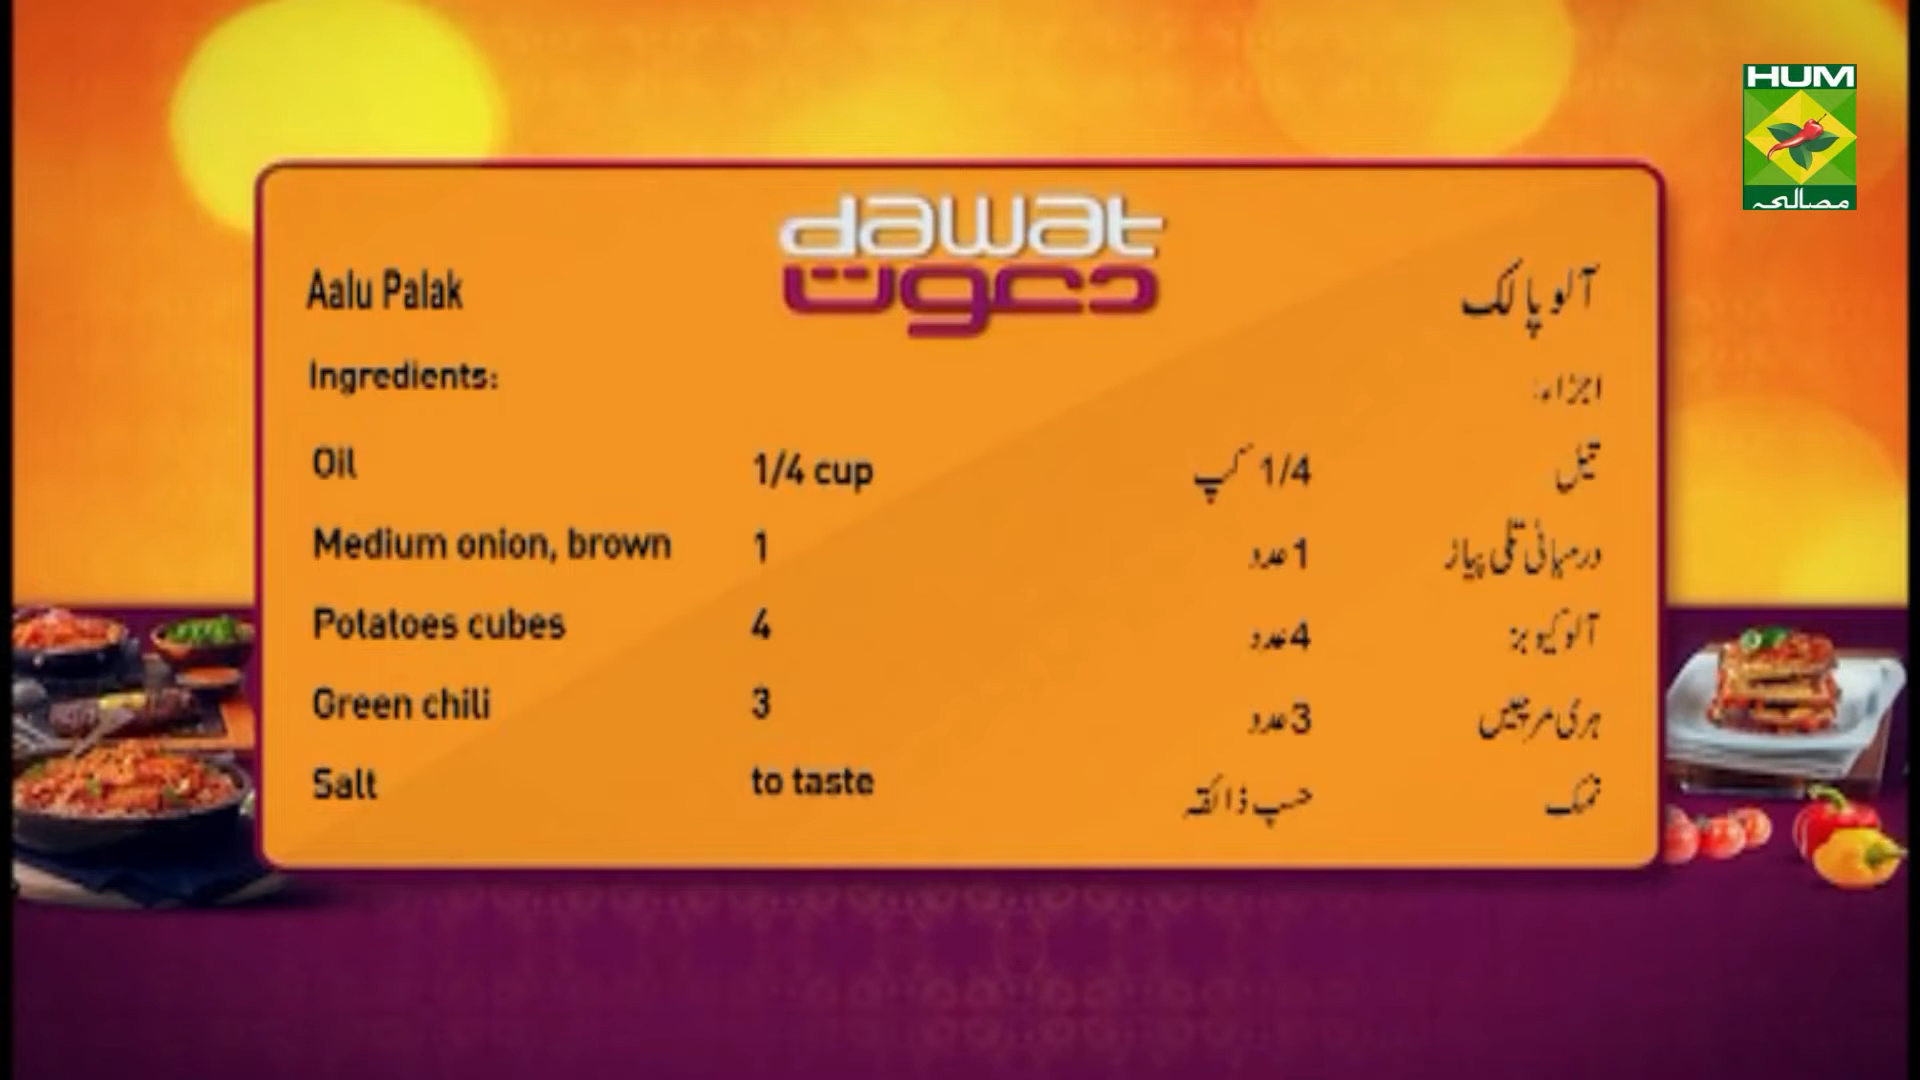 HUM
مصالحہ
dawat
دعوت
Aalu Palak آلو پالک
Ingredients: اجزاء:
Oil 1/4 cup 1/4 کپ تیل
Medium onion, brown 1 1 عدد درمیانی تلی پیاز
Potatoes cubes 4 4 عدد آلو کیوبز
Green chili 3 3 عدد ہری مرچیں
Salt to taste حسب ذائقہ نمک